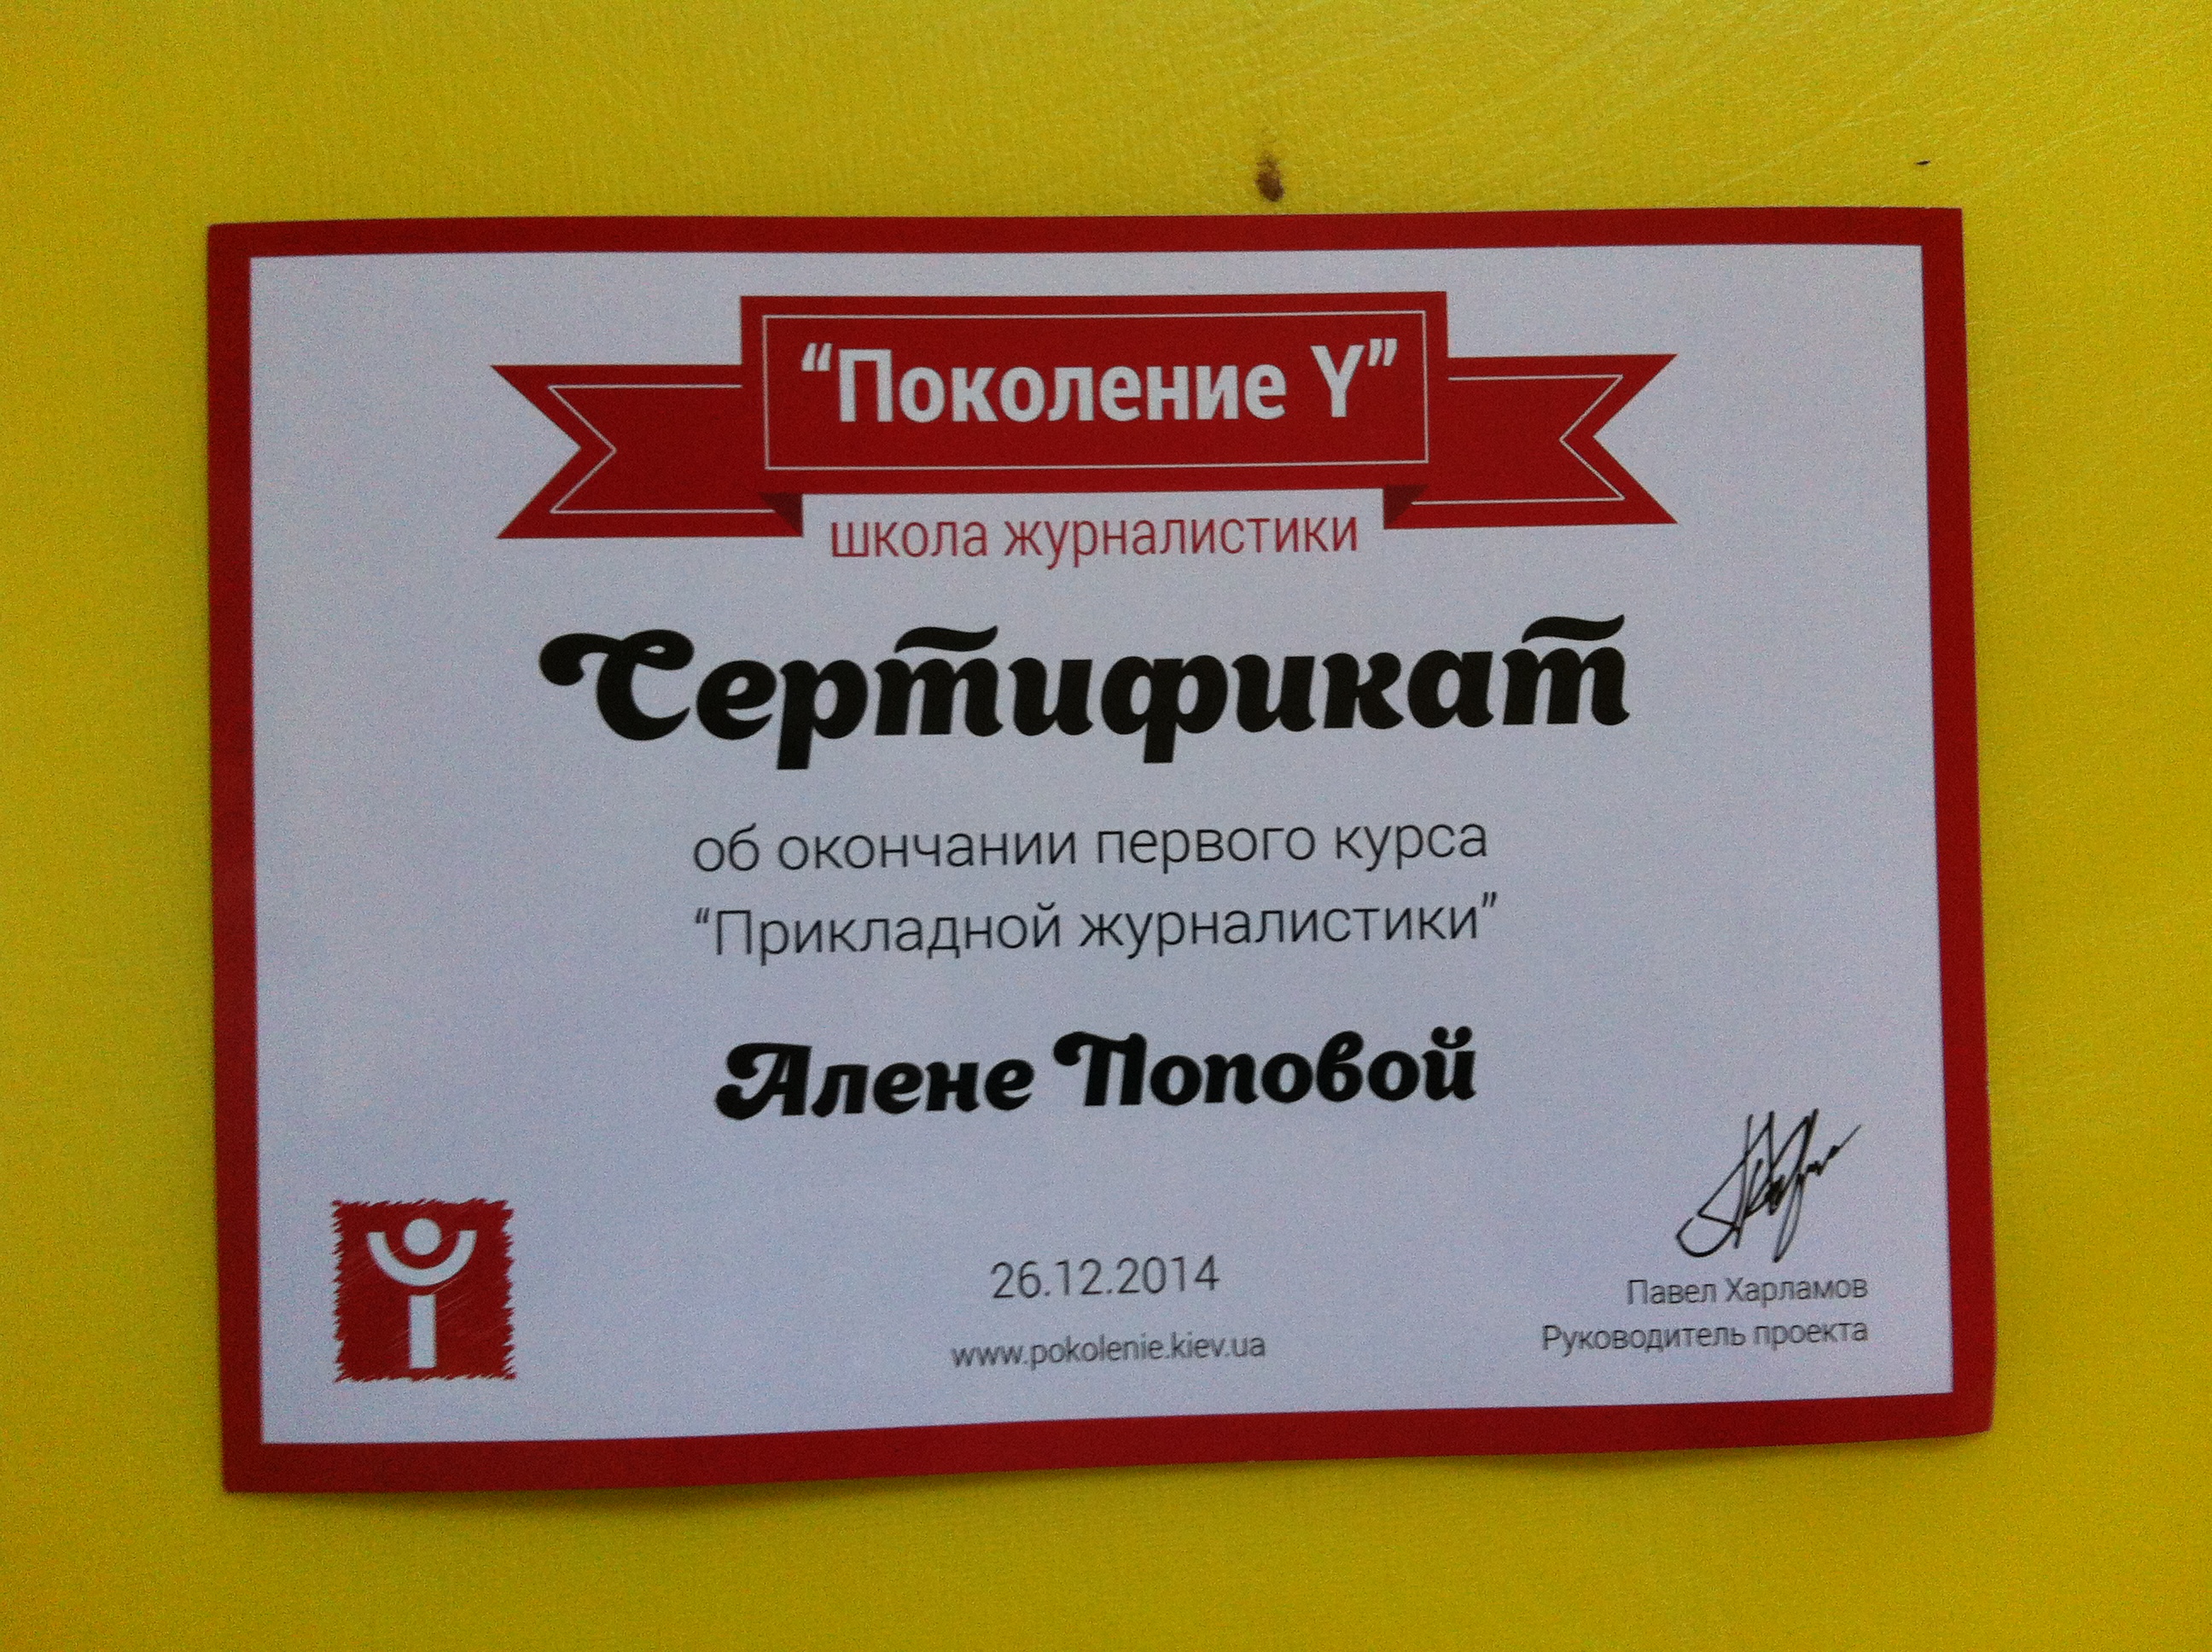 “Поколение Y”
школа журналистики
Сертификат
об окончании первого курса
“Прикладной журналистики”
Алене Поповой
26.12.2014
www.pokolenie.kiev.ua
Павел Харламов
Руководитель проекта